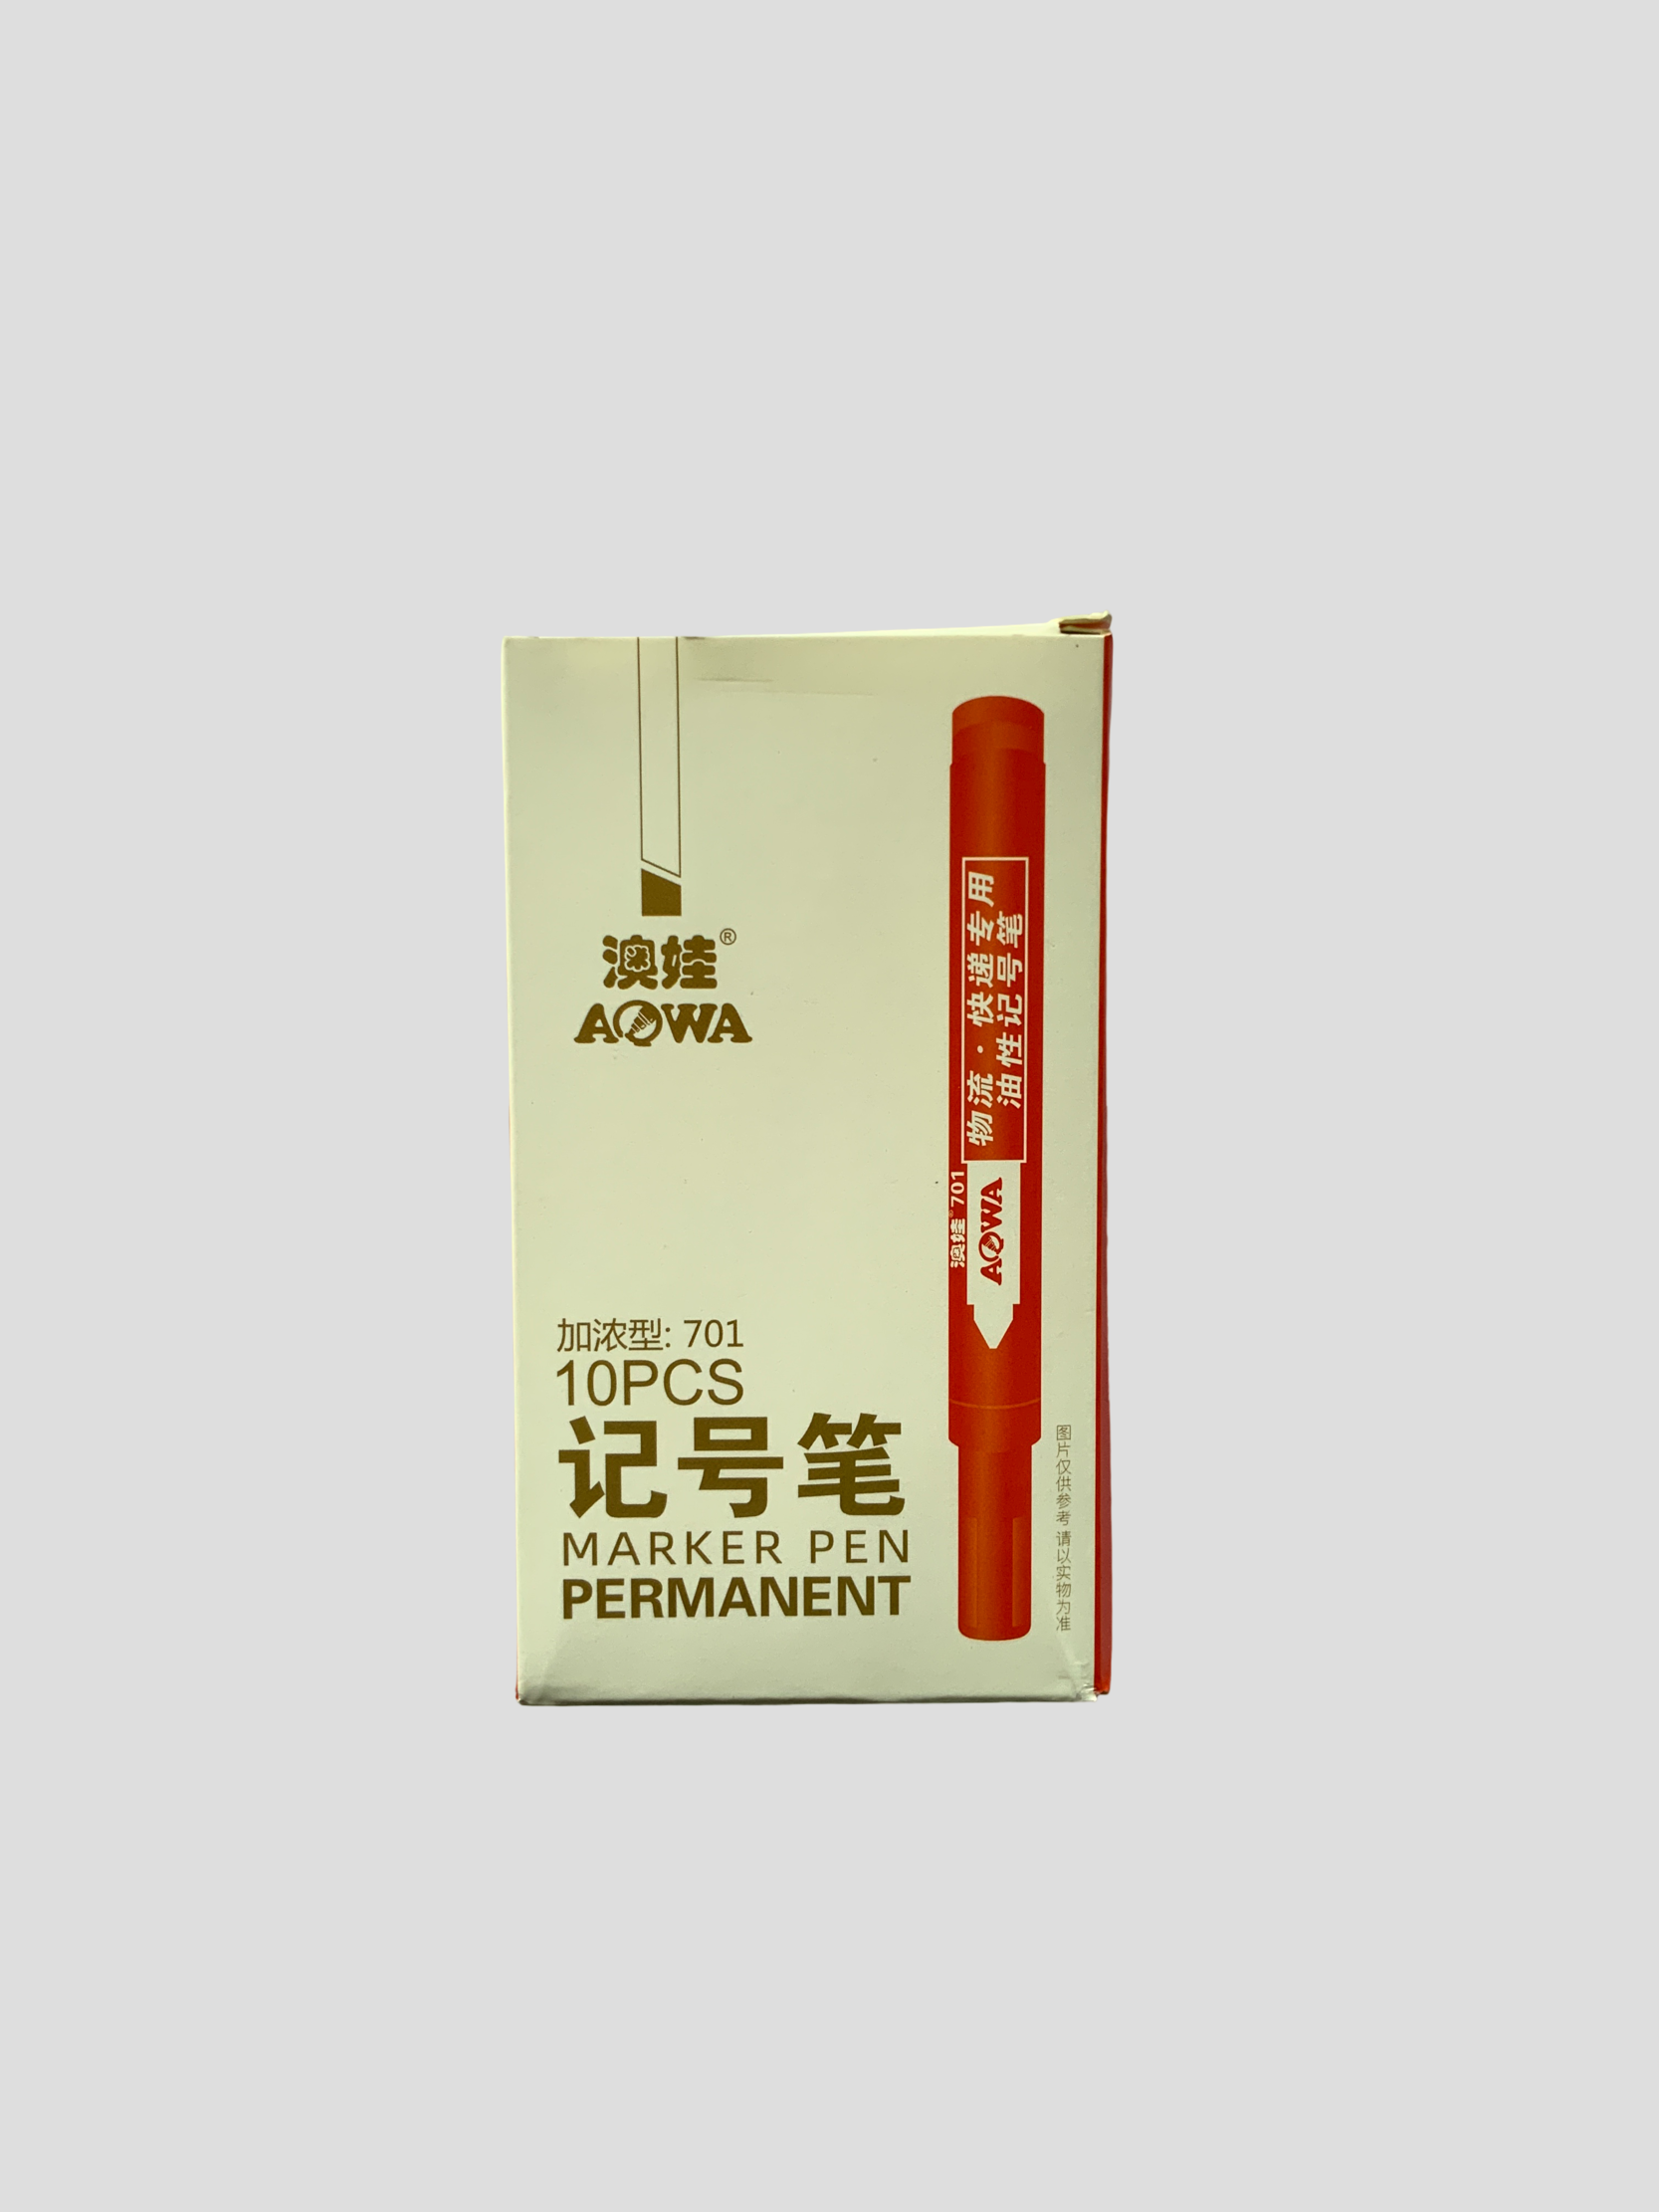 澳娃®
AOWA
加浓型: 701
10PCS
记号笔
MARKER PEN
PERMANENT
物流·快递专用
油性记号笔
澳娃® 701
AOWA
图片仅供参考 请以实物为准